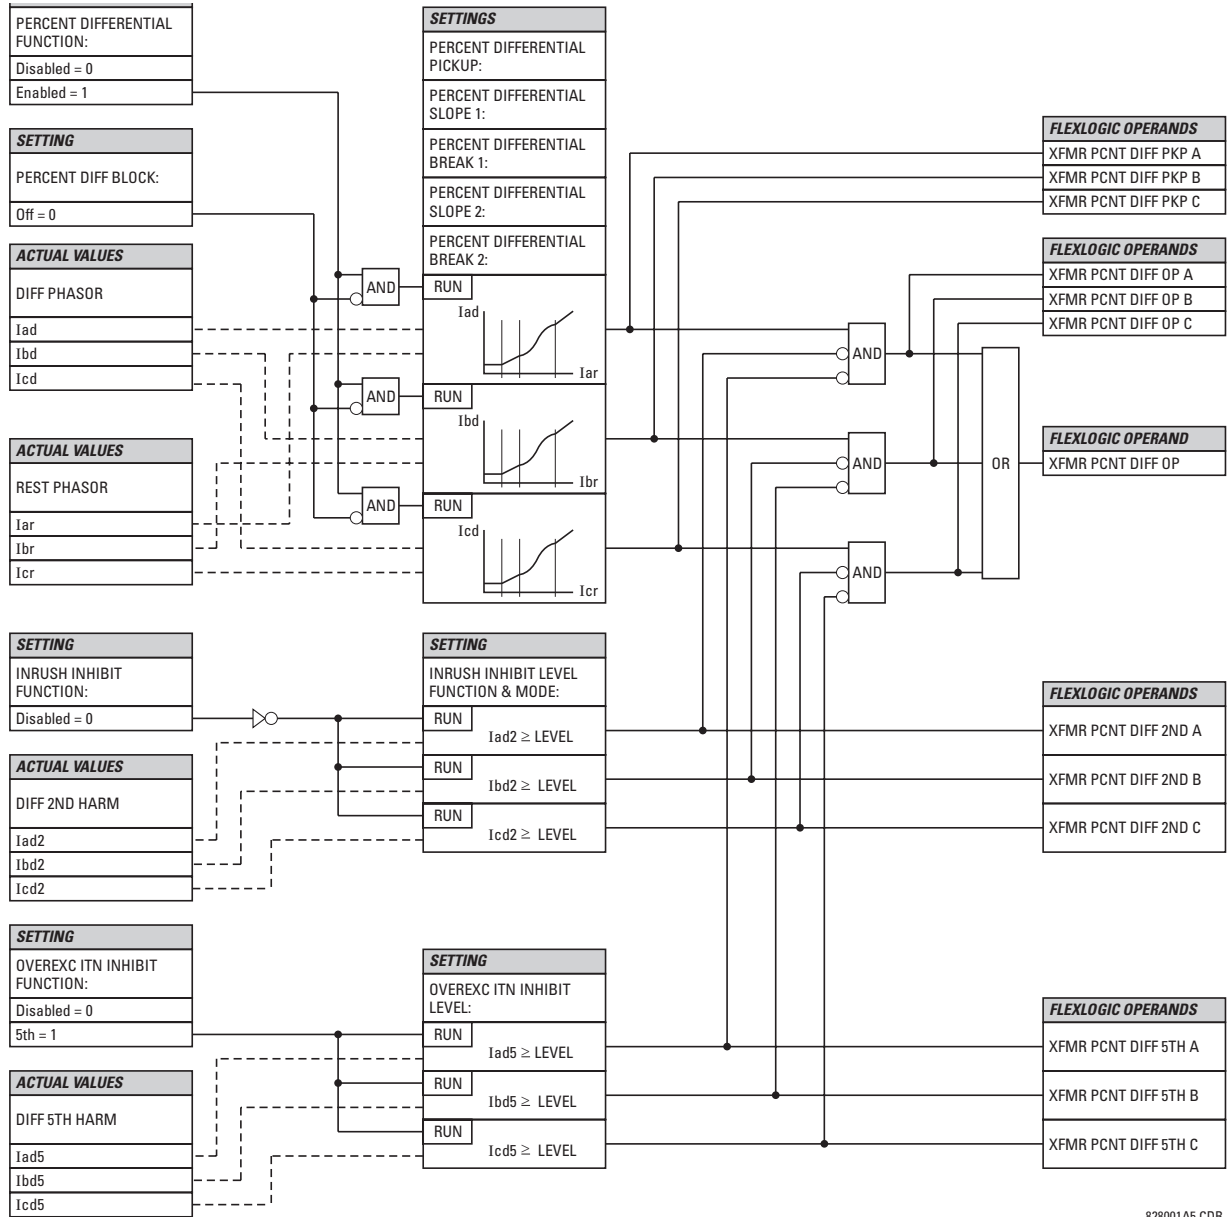 PERCENT DIFFERENTIAL
FUNCTION:
Disabled = 0
Enabled = 1
SETTING
PERCENT DIFF BLOCK:
Off = 0
ACTUAL VALUES
DIFF PHASOR
Iad
Ibd
Icd
ACTUAL VALUES
REST PHASOR
Iar
Ibr
Icr
SETTING
INRUSH INHIBIT
FUNCTION:
Disabled = 0
ACTUAL VALUES
DIFF 2ND HARM
Iad2
Ibd2
Icd2
SETTING
OVEREXC ITN INHIBIT
FUNCTION:
Disabled = 0
5th = 1
ACTUAL VALUES
DIFF 5TH HARM
Iad5
Ibd5
Icd5
AND
AND
AND
SETTINGS
PERCENT DIFFERENTIAL
PICKUP:
PERCENT DIFFERENTIAL
SLOPE 1:
PERCENT DIFFERENTIAL
BREAK 1:
PERCENT DIFFERENTIAL
SLOPE 2:
PERCENT DIFFERENTIAL
BREAK 2:
RUN
Iad
Iar
RUN
Ibd
Ibr
RUN
Icd
Icr
SETTING
INRUSH INHIBIT LEVEL
FUNCTION & MODE:
RUN
Iad2 ≥ LEVEL
RUN
Ibd2 ≥ LEVEL
RUN
Icd2 ≥ LEVEL
SETTING
OVEREXC ITN INHIBIT
LEVEL:
RUN
Iad5 ≥ LEVEL
RUN
Ibd5 ≥ LEVEL
RUN
Icd5 ≥ LEVEL
AND
AND
AND
OR
FLEXLOGIC OPERANDS
XFMR PCNT DIFF PKP A
XFMR PCNT DIFF PKP B
XFMR PCNT DIFF PKP C
FLEXLOGIC OPERANDS
XFMR PCNT DIFF OP A
XFMR PCNT DIFF OP B
XFMR PCNT DIFF OP C
FLEXLOGIC OPERAND
XFMR PCNT DIFF OP
FLEXLOGIC OPERANDS
XFMR PCNT DIFF 2ND A
XFMR PCNT DIFF 2ND B
XFMR PCNT DIFF 2ND C
FLEXLOGIC OPERANDS
XFMR PCNT DIFF 5TH A
XFMR PCNT DIFF 5TH B
XFMR PCNT DIFF 5TH C
828001A5.CDR